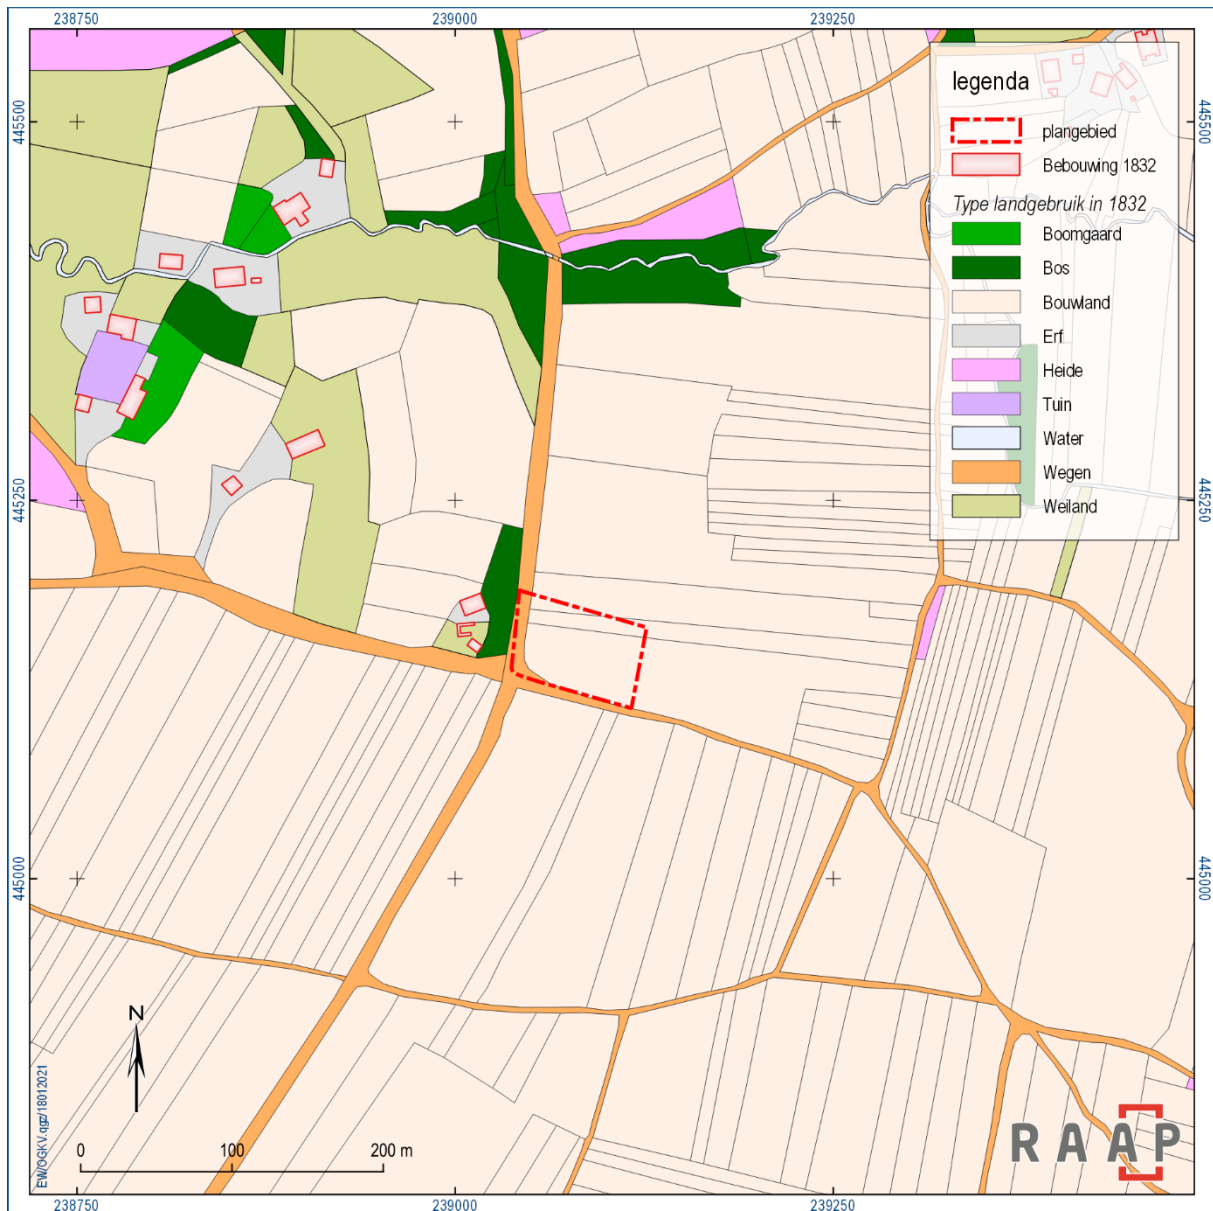 238750
239000
239250
445500
445500
legenda
plangebied
Bebouwing 1832
Type landgebruik in 1832
Boomgaard
Bos
Bouwland
Erf
Heide
Tuin
Water
Wegen
Weiland
445250
445250
445000
445000
N
EW/OGKV.qgz/18012021
0 100 200 m
RAAP
238750
239000
239250